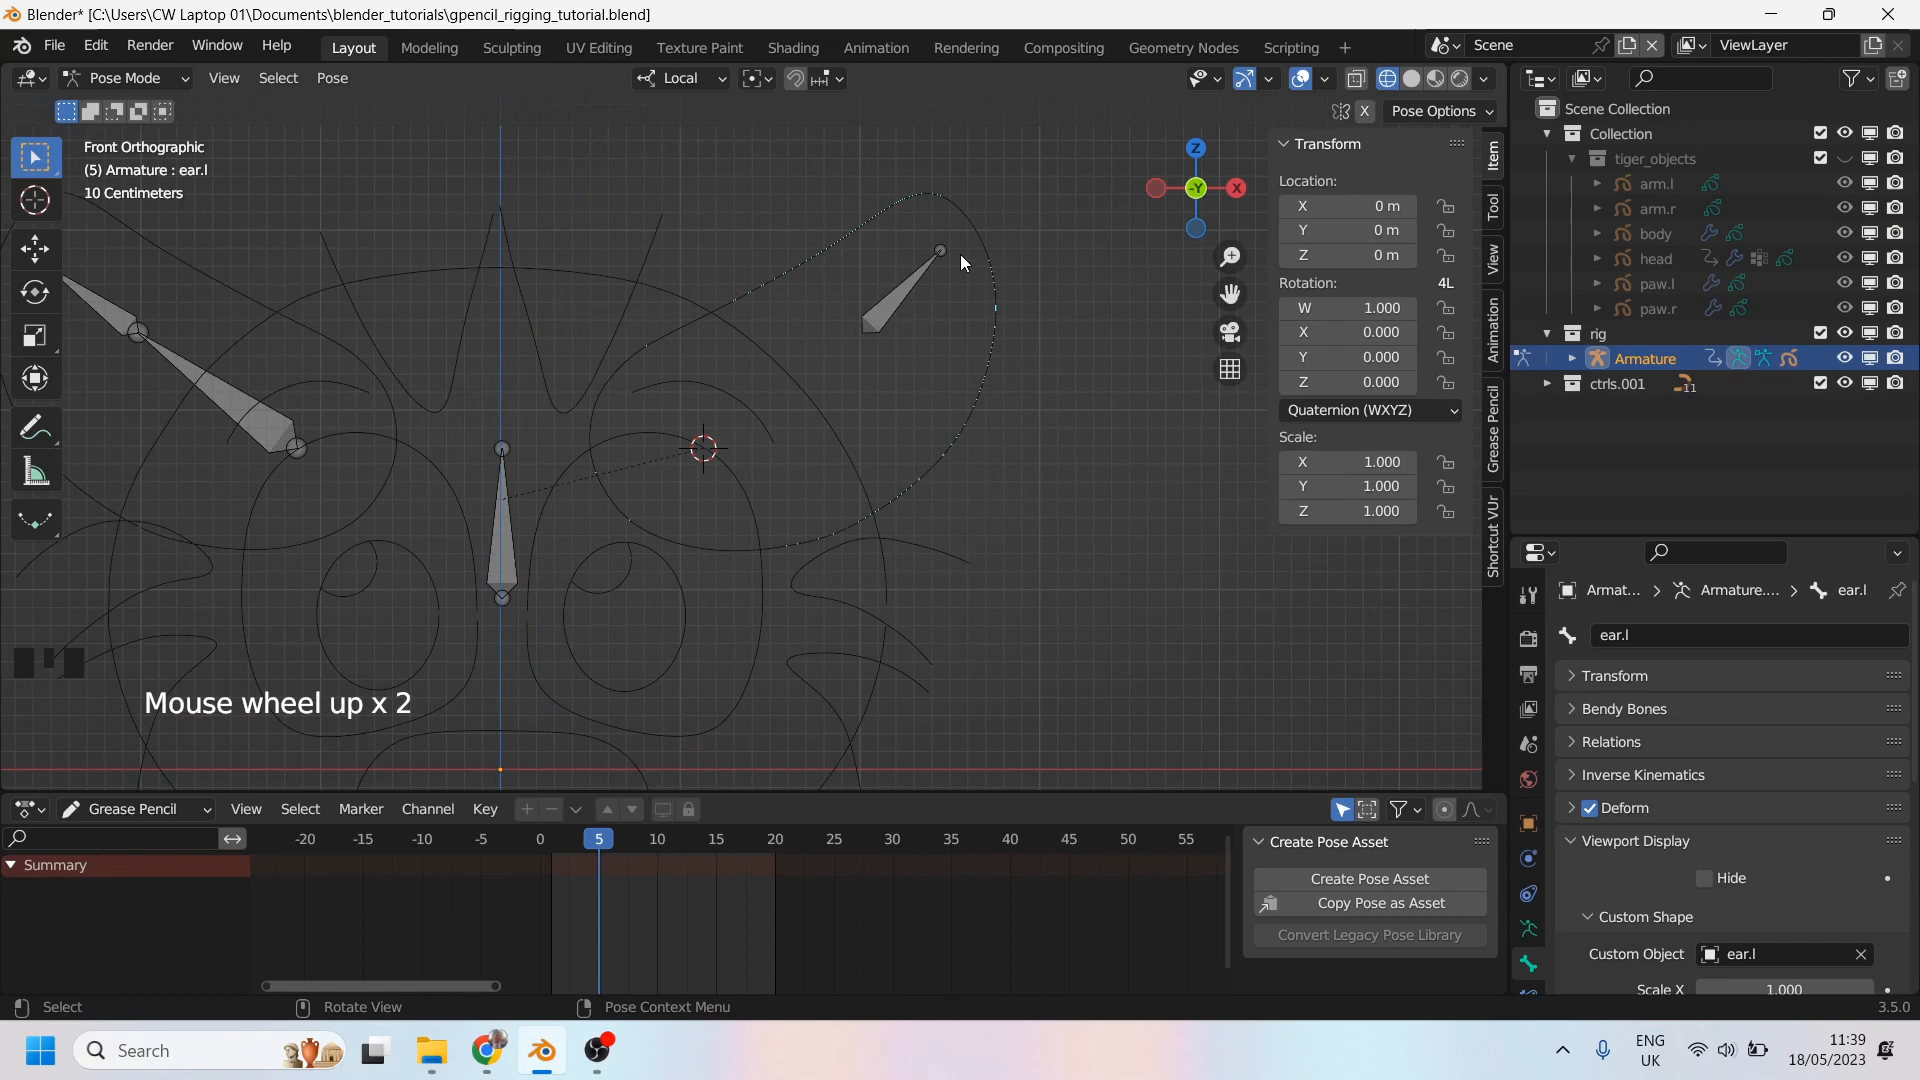 Blender* [C:\Users\CW Laptop 01\Documents\blender_tutorials\gpencil_rigging_tutorial.blend]
File Edit Render Window Help Layout Modeling Sculpting UV Editing Texture Paint Shading Animation Rendering Compositing Geometry Nodes Scripting + Scene ViewLayer
Pose Mode View Select Pose Local
X Pose Options
Front Orthographic
(5) Armature : ear.l
10 Centimeters
Z
X
-Y
Transform
Location:
X 0 m
Y 0 m
Z 0 m
Rotation: 4L
W 1.000
X 0.000
Y 0.000
Z 0.000
Quaternion (WXYZ)
Scale:
X 1.000
Y 1.000
Z 1.000
Item
Tool
View
Animation
Grease Pencil
Shortcut VUr
Scene Collection
Collection
tiger_objects
arm.l
arm.r
body
head
paw.l
paw.r
rig
Armature
ctrls.001 11
Armat... Armature.... ear.l
ear.l
Transform
Bendy Bones
Relations
Inverse Kinematics
Deform
Viewport Display
Hide
Custom Shape
Custom Object ear.l
Scale X 1.000
Mouse wheel up x 2
Grease Pencil View Select Marker Channel Key
-20 -15 -10 -5 0 5 10 15 20 25 30 35 40 45 50 55
Summary
Create Pose Asset
Create Pose Asset
Copy Pose as Asset
Convert Legacy Pose Library
Select Rotate View Pose Context Menu 3.5.0
Search
ENG
UK
11:39
18/05/2023